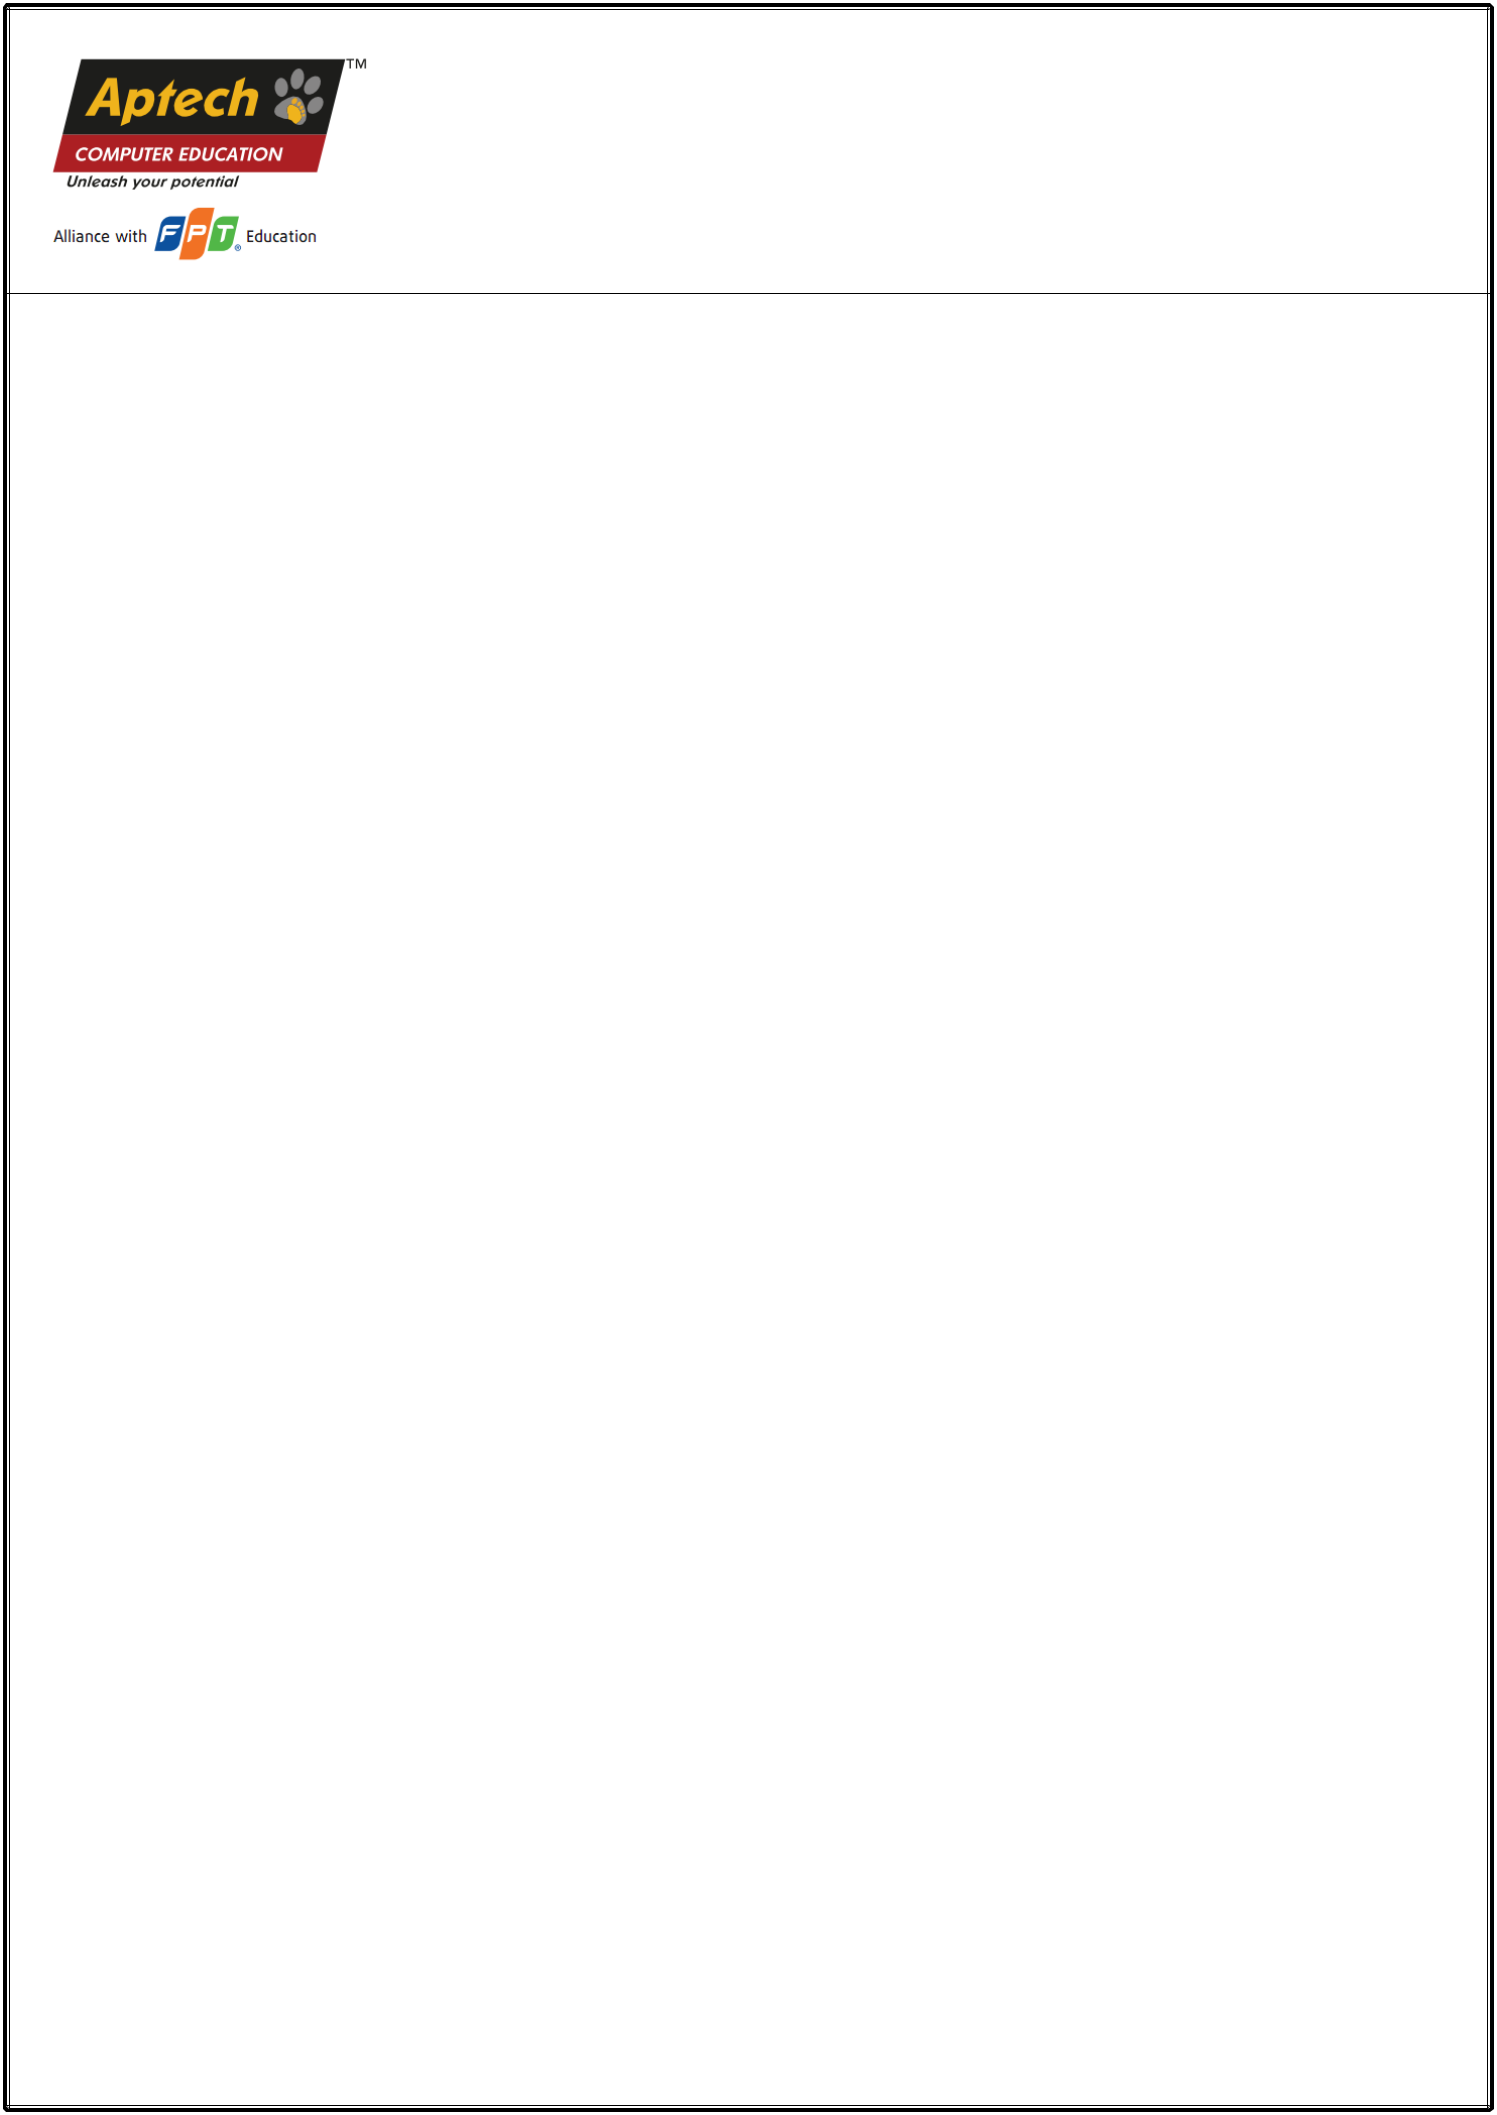 Aptech TM
COMPUTER EDUCATION
Unleash your potential
Alliance with FPT® Education